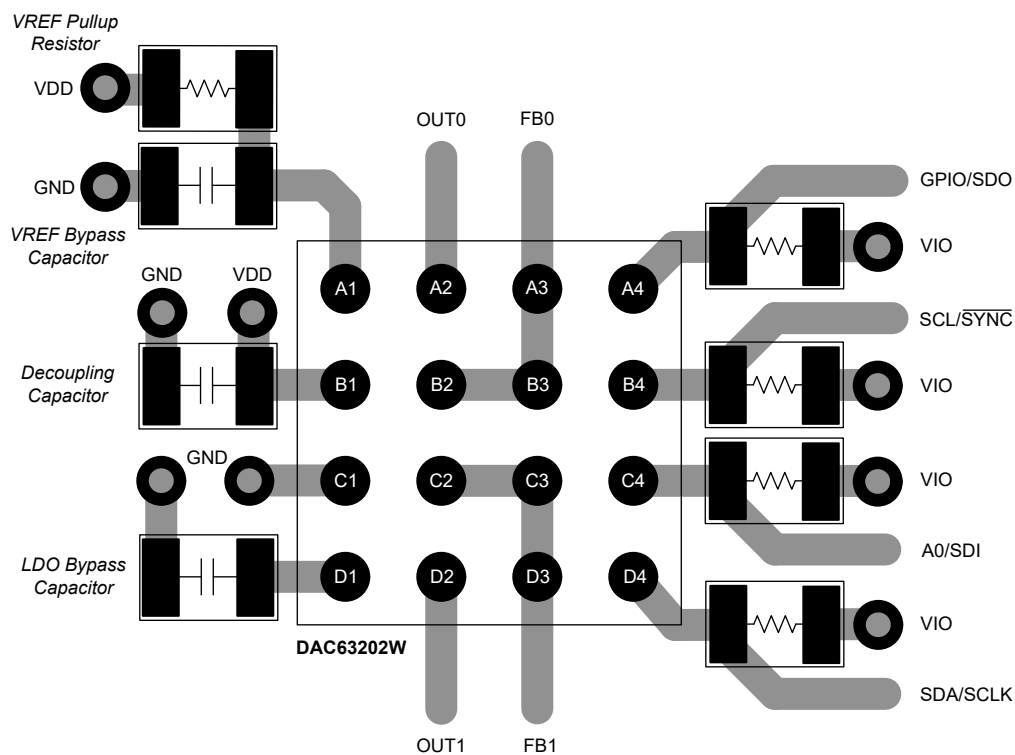 VREF Pullup
Resistor
VDD
GND
VREF Bypass
Capacitor
OUT0
FB0
GPIO/SDO
VIO
GND
VDD
A1
A2
A3
A4
SCL/S̅Y̅N̅C̅
Decoupling
Capacitor
B1
B2
B3
B4
VIO
GND
C1
C2
C3
C4
VIO
A0/SDI
LDO Bypass
Capacitor
D1
D2
D3
D4
VIO
DAC63202W
SDA/SCLK
OUT1
FB1